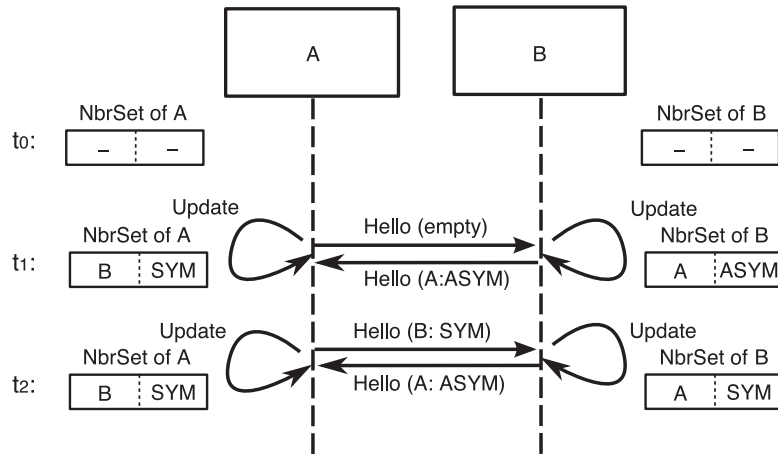 A
B
NbrSet of A
NbrSet of B
t0:
– –
– –
Update
Hello (empty)
Update
NbrSet of A
NbrSet of B
t1:
B SYM
Hello (A:ASYM)
A ASYM
Update
Hello (B: SYM)
Update
NbrSet of A
NbrSet of B
t2:
B SYM
Hello (A: ASYM)
A SYM